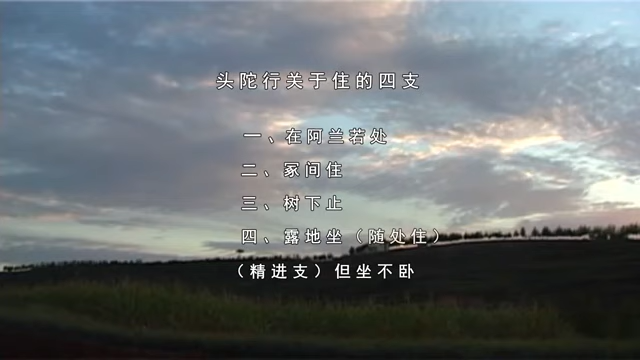 头陀行关于住的四支
一、在阿兰若处
二、冢间住
三、树下止
四、露地坐（随处住）
（精进支）但坐不卧